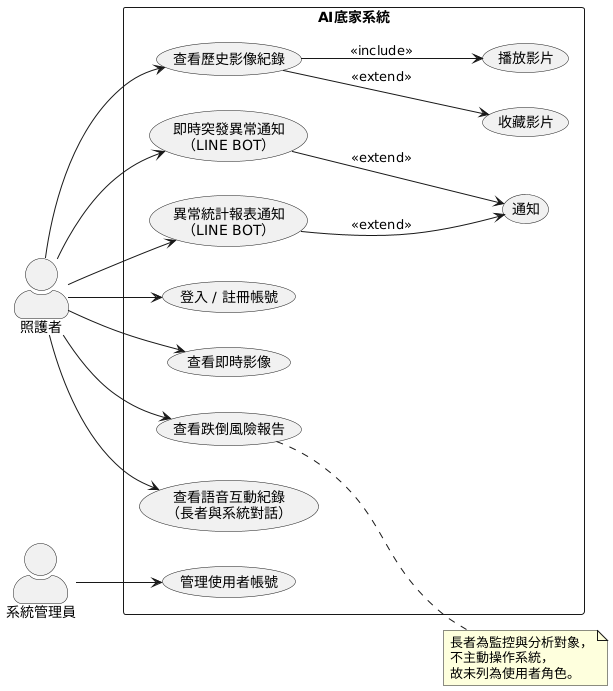 AI底家系統
查看歷史影像紀錄
«include»
播放影片
«extend»
收藏影片
即時突發異常通知
（LINE BOT）
«extend»
通知
異常統計報表通知
（LINE BOT）
«extend»
登入 / 註冊帳號
照護者
查看即時影像
查看跌倒風險報告
查看語音互動紀錄
（長者與系統對話）
管理使用者帳號
系統管理員
長者為監控與分析對象，
不主動操作系統，
故未列為使用者角色。